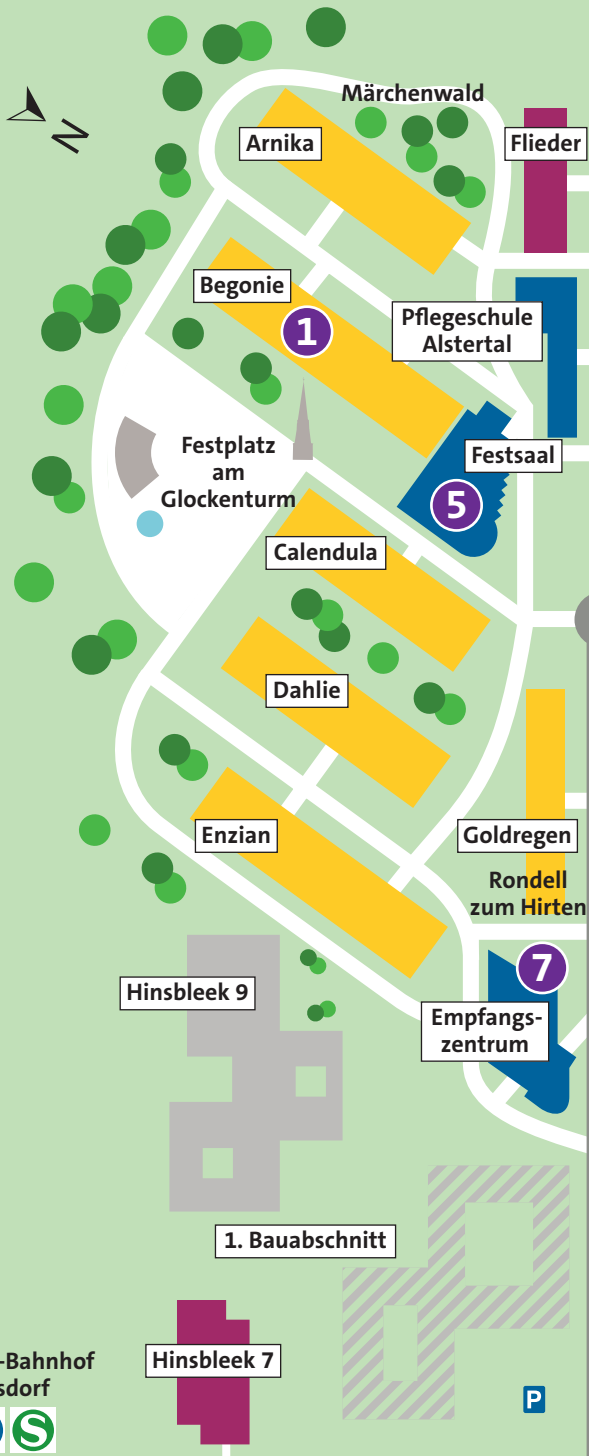 Märchenwald
N
Arnika
Flieder
Begonie
1
Pflegeschule
Alstertal
Festplatz
am
Glockenturm
Festsaal
5
Calendula
Dahlie
Enzian
Goldregen
Rondell
zum Hirten
7
Hinsbleek 9
Empfangs-
zentrum
1. Bauabschnitt
-Bahnhof
sdorf
S
Hinsbleek 7
P